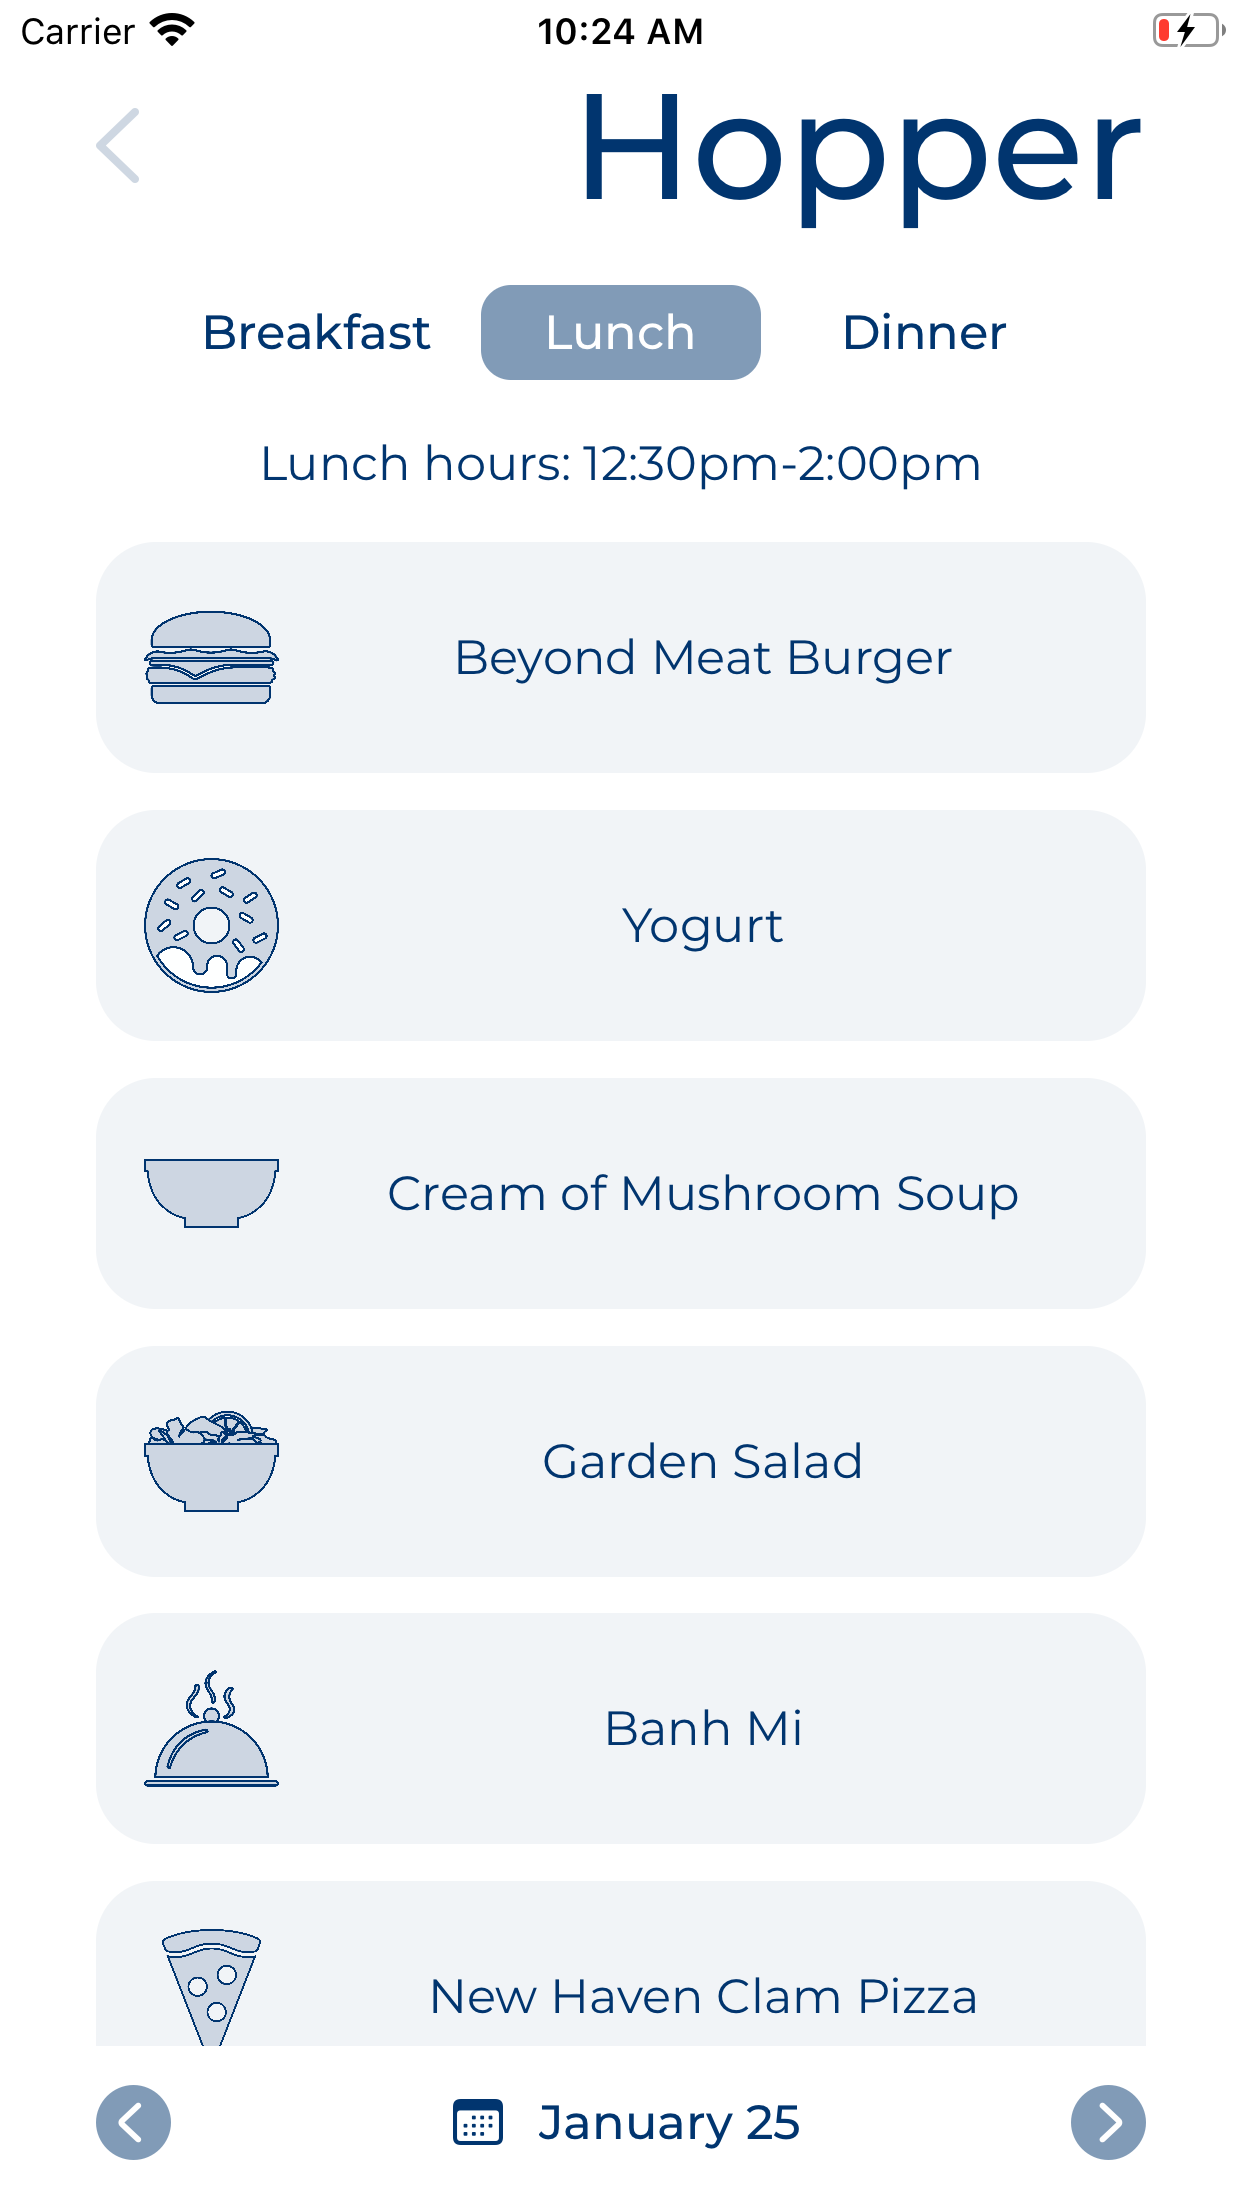 Carrier 10:24 AM
Hopper
Breakfast Lunch Dinner
Lunch hours: 12:30pm-2:00pm
Beyond Meat Burger
Yogurt
Cream of Mushroom Soup
Garden Salad
Banh Mi
New Haven Clam Pizza
January 25